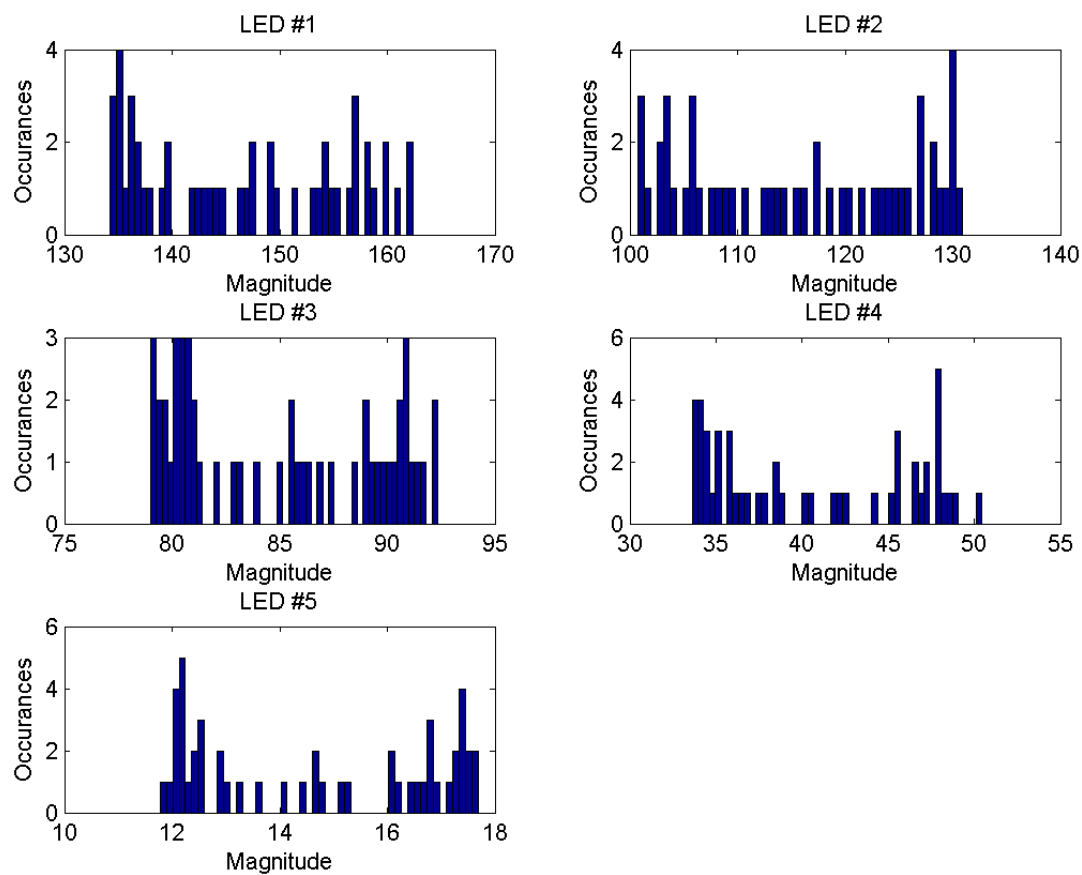 LED #1
4
2
0
Occurances
130 140 150 160 170
Magnitude
LED #2
4
2
0
Occurances
100 110 120 130 140
Magnitude
LED #3
3
2
1
0
Occurances
75 80 85 90 95
Magnitude
LED #4
6
4
2
0
Occurances
30 35 40 45 50 55
Magnitude
LED #5
6
4
2
0
Occurances
10 12 14 16 18
Magnitude